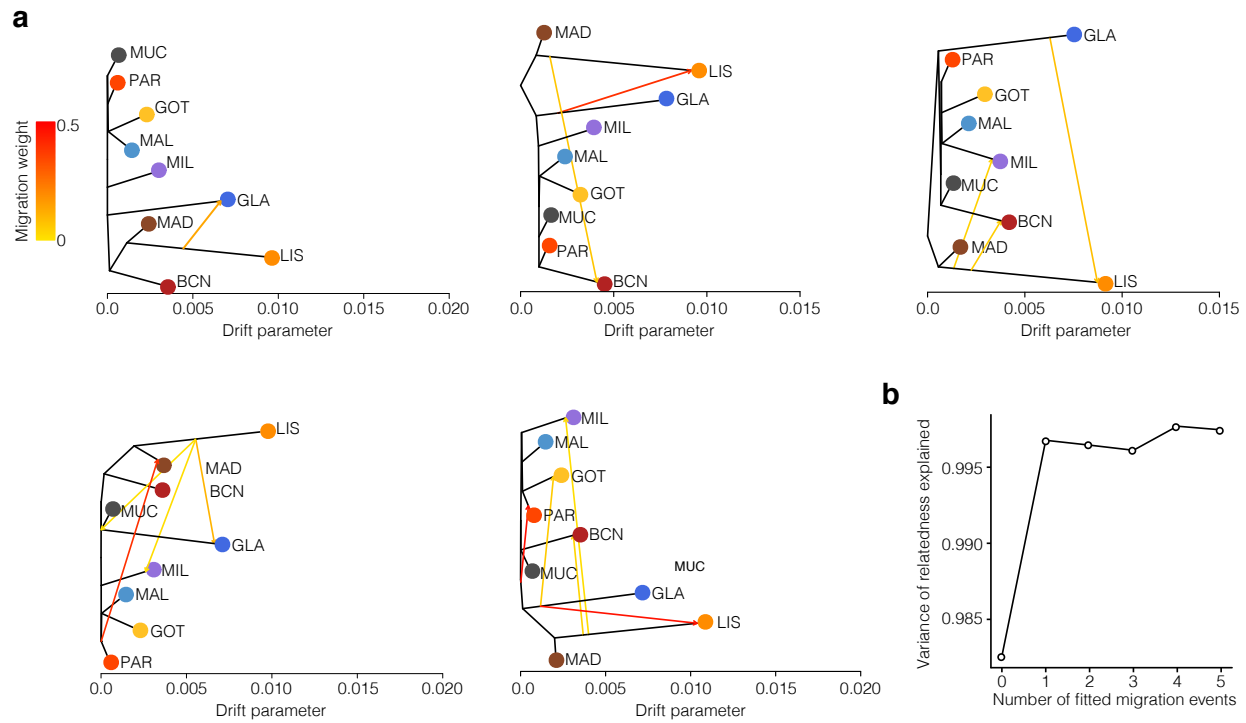 a
MUC
PAR
GOT
MAL
MIL
GLA
MAD
LIS
BCN
Migration weight
0.5
0
0.0 0.005 0.010 0.015 0.020
Drift parameter
MAD
LIS
GLA
MIL
MAL
GOT
MUC
PAR
BCN
0.0 0.005 0.010 0.015
Drift parameter
GLA
PAR
GOT
MAL
MIL
MUC
BCN
MAD
LIS
0.0 0.005 0.010 0.015
Drift parameter
LIS
MAD
BCN
MUC
GLA
MIL
MAL
GOT
PAR
0.0 0.005 0.010 0.015 0.020
Drift parameter
MIL
MAL
GOT
PAR
BCN
MUC
MUC
GLA
LIS
MAD
0.0 0.005 0.010 0.015 0.020
Drift parameter
b
Variance of relatedness explained
0.995
0.990
0.985
0 1 2 3 4 5
Number of fitted migration events